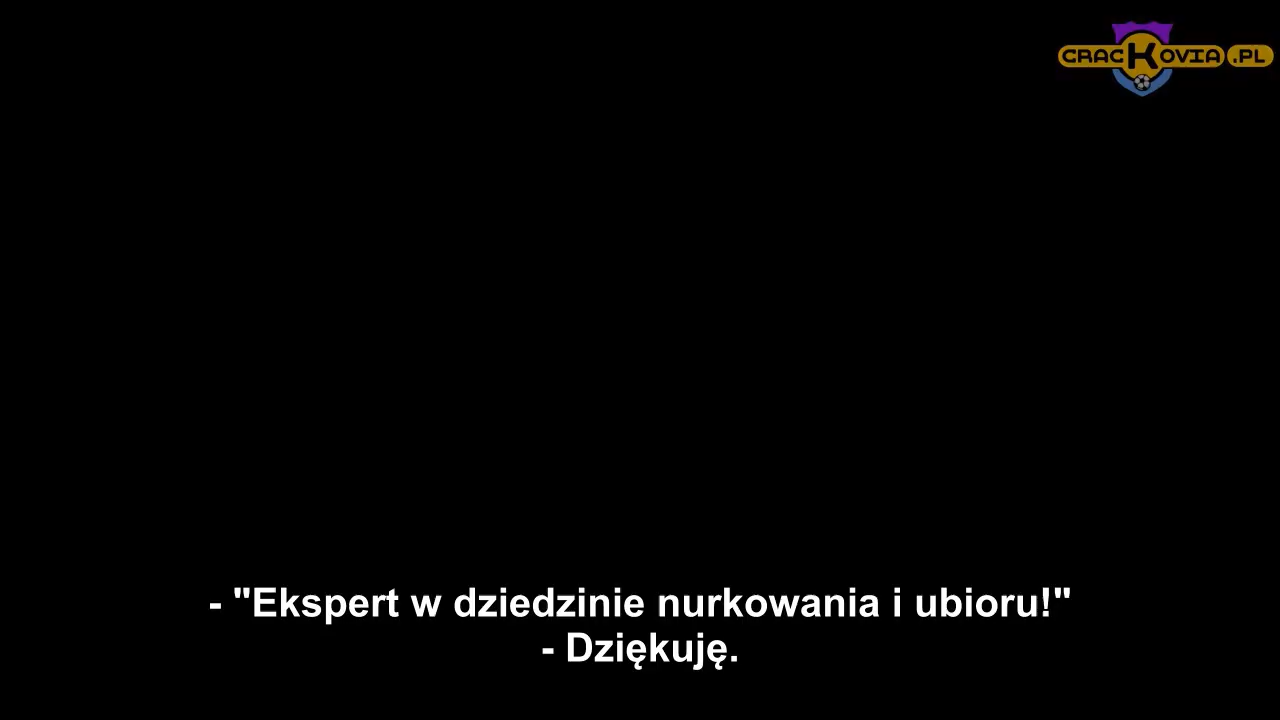 CRACKOVIA.PL
- "Ekspert w dziedzinie nurkowania i ubioru!"
- Dziękuję.